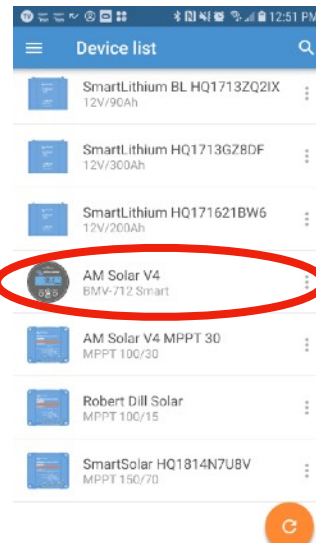 12:51 PM
Device list
SmartLithium BL HQ1713ZQ2IX
12V/90Ah
SmartLithium HQ1713GZ8DF
12V/300Ah
SmartLithium HQ171621BW6
12V/200Ah
AM Solar V4
BMV-712 Smart
AM Solar V4 MPPT 30
MPPT 100/30
Robert Dill Solar
MPPT 100/15
SmartSolar HQ1814N7U8V
MPPT 150/70